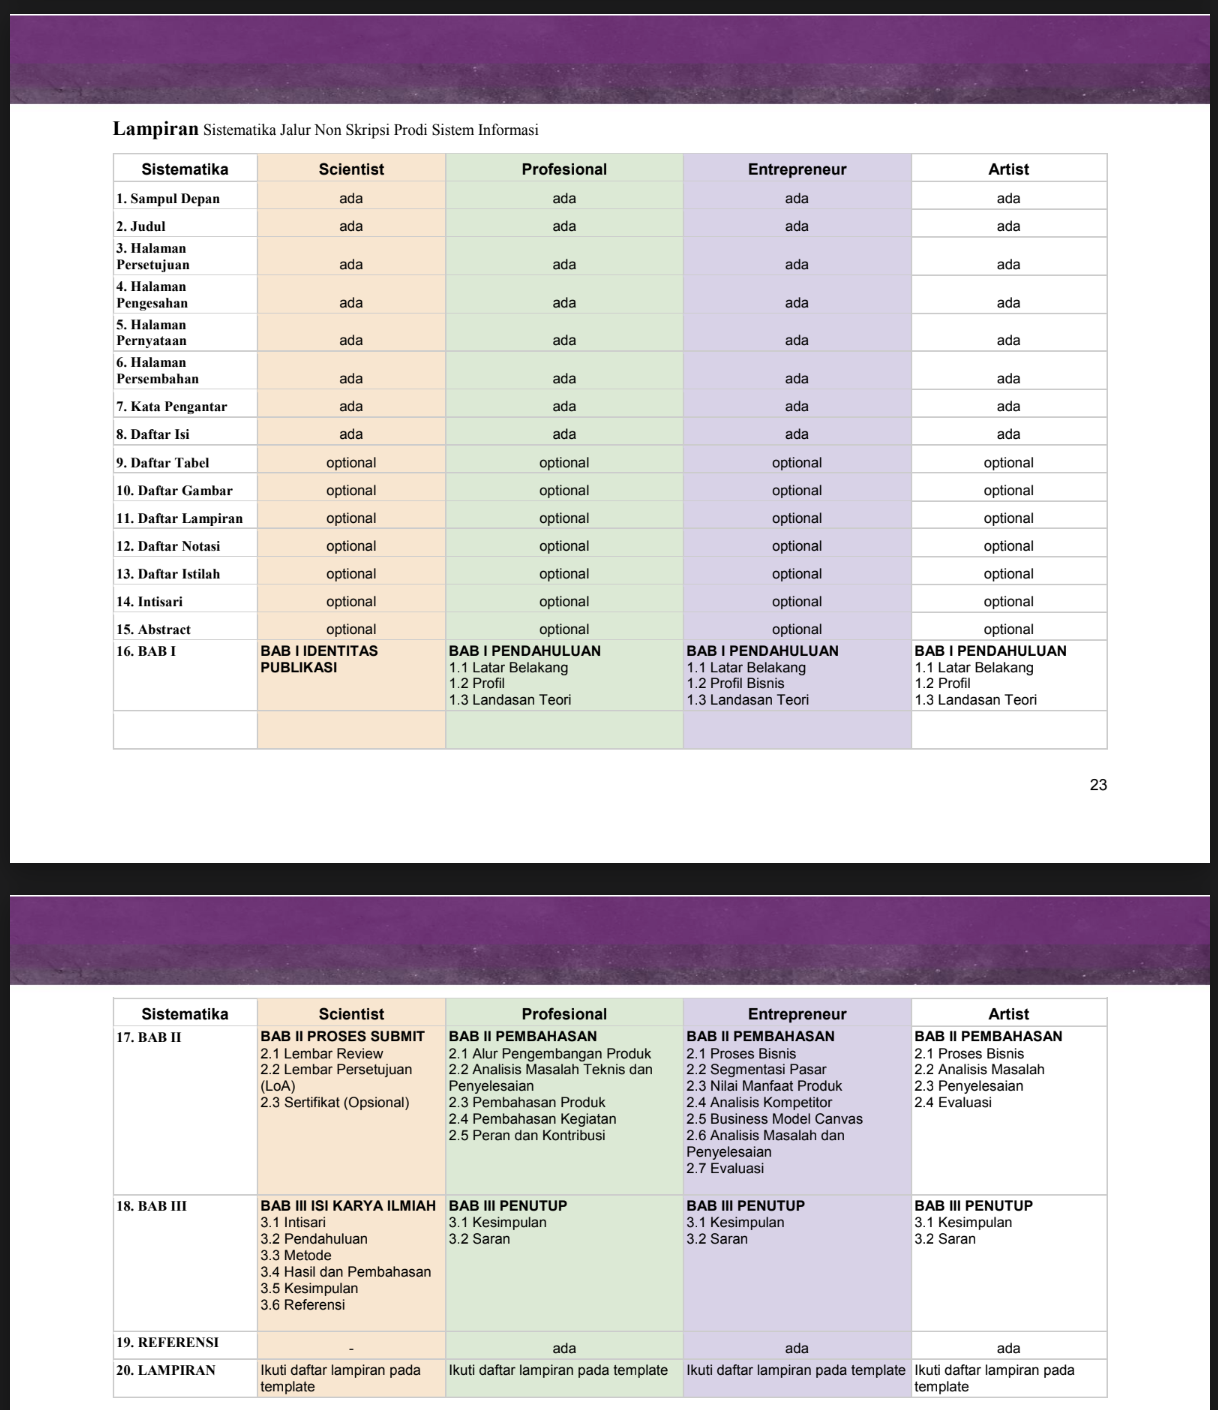 Lampiran Sistematika Jalur Non Skripsi Prodi Sistem Informasi
Sistematika Scientist Profesional Entrepreneur Artist
1. Sampul Depan ada ada ada ada
2. Judul ada ada ada ada
3. Halaman
Persetujuan ada ada ada ada
4. Halaman
Pengesahan ada ada ada ada
5. Halaman
Pernyataan ada ada ada ada
6. Halaman
Persembahan ada ada ada ada
7. Kata Pengantar ada ada ada ada
8. Daftar Isi ada ada ada ada
9. Daftar Tabel optional optional optional optional
10. Daftar Gambar optional optional optional optional
11. Daftar Lampiran optional optional optional optional
12. Daftar Notasi optional optional optional optional
13. Daftar Istilah optional optional optional optional
14. Intisari optional optional optional optional
15. Abstract optional optional optional optional
16. BAB I
BAB I IDENTITAS
PUBLIKASI
BAB I PENDAHULUAN
1.1 Latar Belakang
1.2 Profil
1.3 Landasan Teori
BAB I PENDAHULUAN
1.1 Latar Belakang
1.2 Profil Bisnis
1.3 Landasan Teori
BAB I PENDAHULUAN
1.1 Latar Belakang
1.2 Profil
1.3 Landasan Teori
23
Sistematika Scientist Profesional Entrepreneur Artist
17. BAB II
BAB II PROSES SUBMIT
2.1 Lembar Review
2.2 Lembar Persetujuan
(LoA)
2.3 Sertifikat (Opsional)
BAB II PEMBAHASAN
2.1 Alur Pengembangan Produk
2.2 Analisis Masalah Teknis dan
Penyelesaian
2.3 Pembahasan Produk
2.4 Pembahasan Kegiatan
2.5 Peran dan Kontribusi
BAB II PEMBAHASAN
2.1 Proses Bisnis
2.2 Segmentasi Pasar
2.3 Nilai Manfaat Produk
2.4 Analisis Kompetitor
2.5 Business Model Canvas
2.6 Analisis Masalah dan
Penyelesaian
2.7 Evaluasi
BAB II PEMBAHASAN
2.1 Proses Bisnis
2.2 Analisis Masalah
2.3 Penyelesaian
2.4 Evaluasi
18. BAB III
BAB III ISI KARYA ILMIAH
3.1 Intisari
3.2 Pendahuluan
3.3 Metode
3.4 Hasil dan Pembahasan
3.5 Kesimpulan
3.6 Referensi
BAB III PENUTUP
3.1 Kesimpulan
3.2 Saran
BAB III PENUTUP
3.1 Kesimpulan
3.2 Saran
BAB III PENUTUP
3.1 Kesimpulan
3.2 Saran
19. REFERENSI - ada ada ada
20. LAMPIRAN
Ikuti daftar lampiran pada
template
Ikuti daftar lampiran pada template
Ikuti daftar lampiran pada template
Ikuti daftar lampiran pada
template